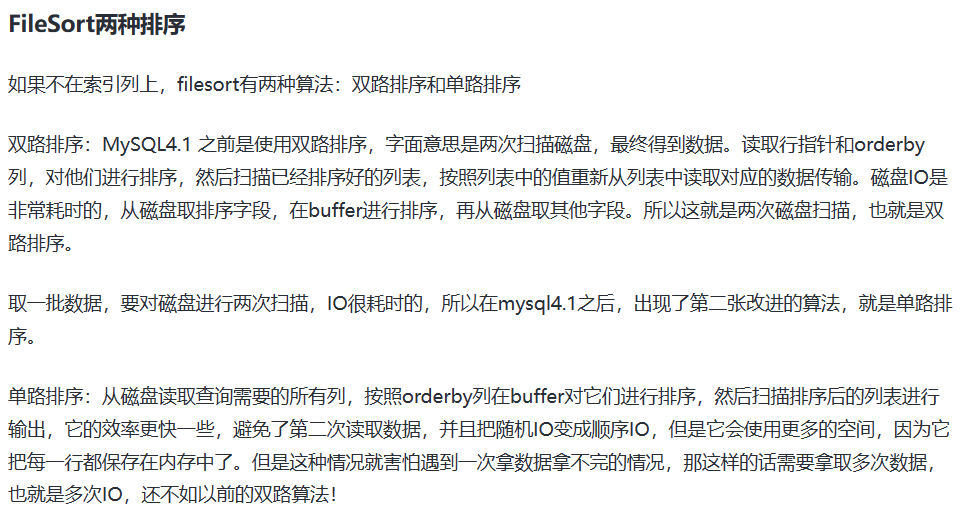 FileSort两种排序
如果不在索引列上，filesort有两种算法：双路排序和单路排序
双路排序：MySQL4.1 之前是使用双路排序，字面意思是两次扫描磁盘，最终得到数据。读取行指针和orderby
列，对他们进行排序，然后扫描已经排序好的列表，按照列表中的值重新从列表中读取对应的数据传输。磁盘IO是
非常耗时的，从磁盘取排序字段，在buffer进行排序，再从磁盘取其他字段。所以这就是两次磁盘扫描，也就是双
路排序。
取一批数据，要对磁盘进行两次扫描，IO很耗时的，所以在mysql4.1之后，出现了第二张改进的算法，就是单路排
序。
单路排序：从磁盘读取查询需要的所有列，按照orderby列在buffer对它们进行排序，然后扫描排序后的列表进行
输出，它的效率更快一些，避免了第二次读取数据，并且把随机IO变成顺序IO，但是它会使用更多的空间，因为它
把每一行都保存在内存中了。但是这种情况就害怕遇到一次拿数据拿不完的情况，那这样的话需要拿取多次数据，
也就是多次IO，还不如以前的双路算法！